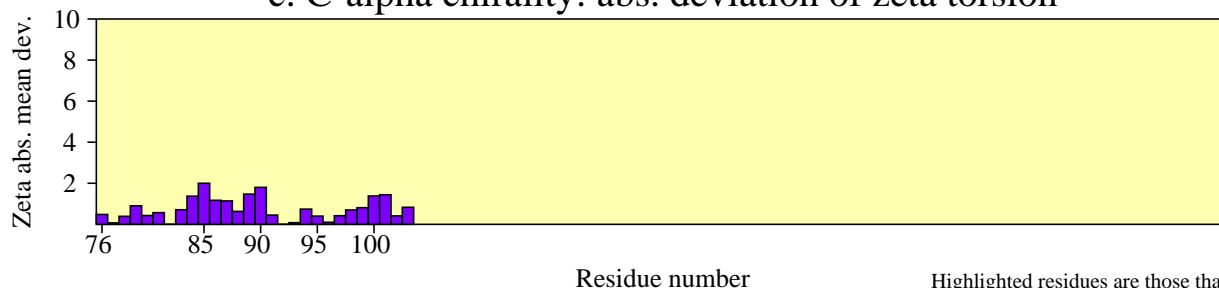 c. C-alpha chirality: abs. deviation of zeta torsion
Zeta abs. mean dev.
10
8
6
4
2
76 85 90 95 100
Residue number
Highlighted residues are those tha